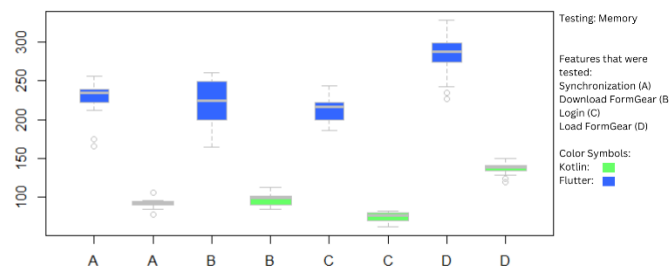 Testing: Memory
Features that were
tested:
Synchronization (A)
Download FormGear (B
Login (C)
Load FormGear (D)
Color Symbols:
Kotlin:
Flutter:
300
250
200
150
100
A A B B C C D D